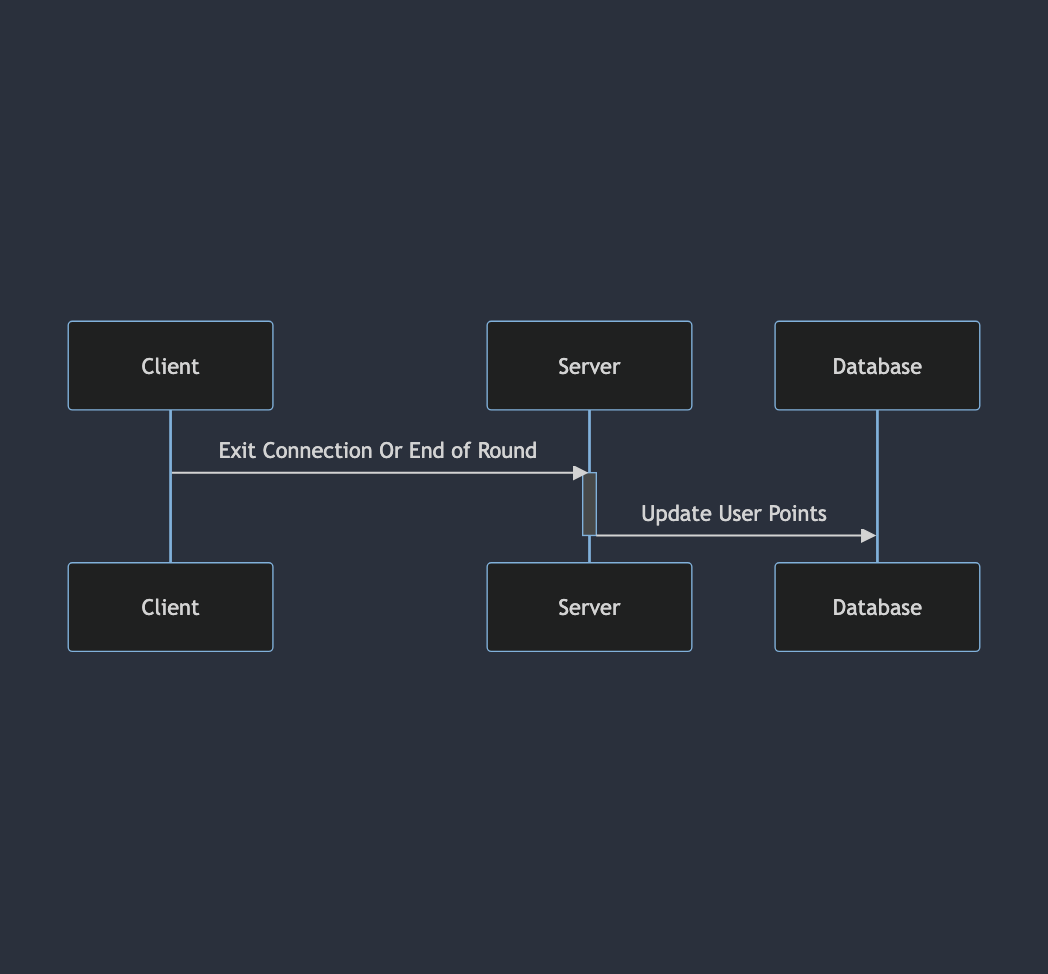 Client
Server
Database
Exit Connection Or End of Round
Update User Points
Client
Server
Database